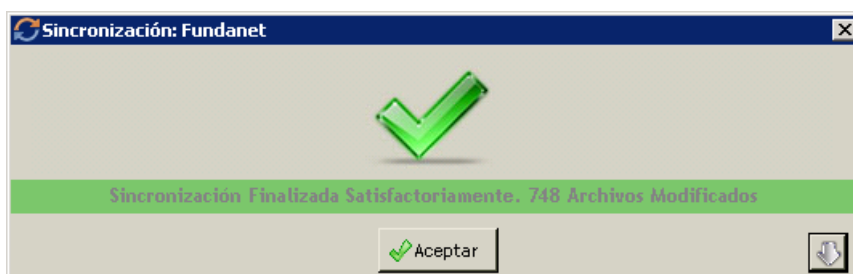 Sincronización: Fundanet
Sincronización Finalizada Satisfactoriamente. 748 Archivos Modificados
Aceptar